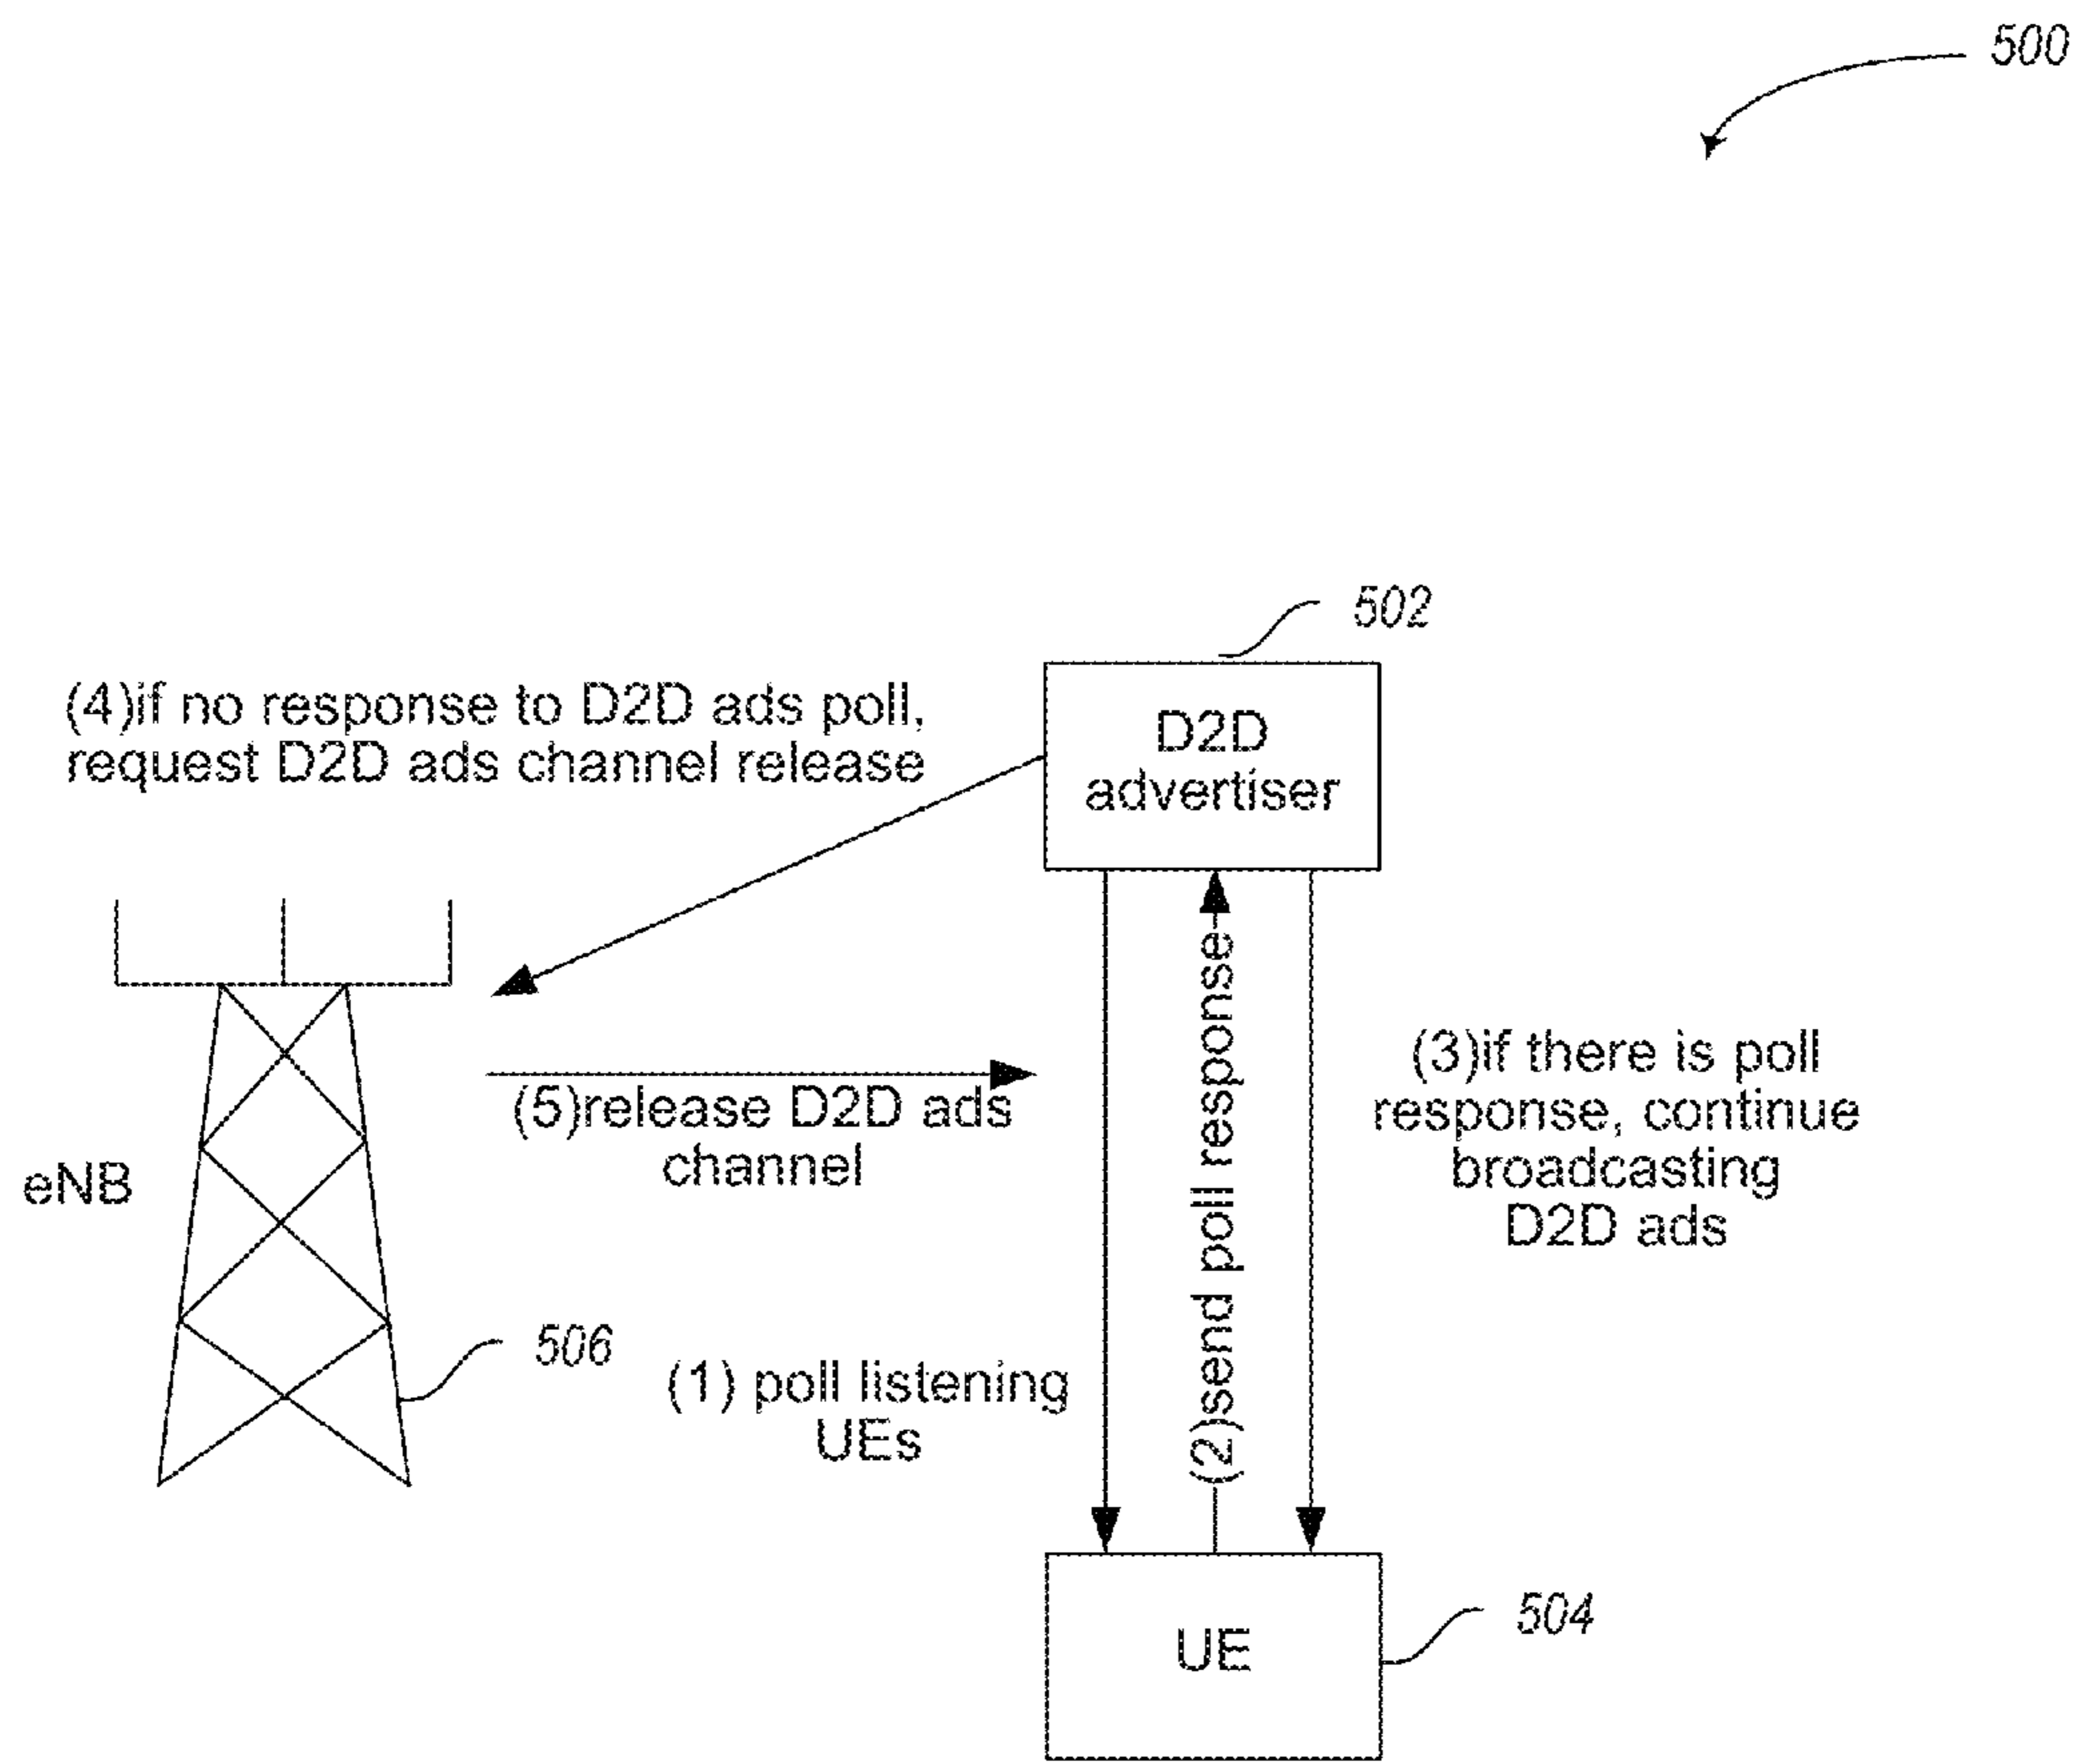 500
502
(4)if no response to D2D ads poll,
request D2D ads channel release
D2D
advertiser
(5)release D2D ads
channel
eNB
506
(1) poll listening
UEs
(2)send poll response
(3)if there is poll
response, continue
broadcasting
D2D ads
UE
504